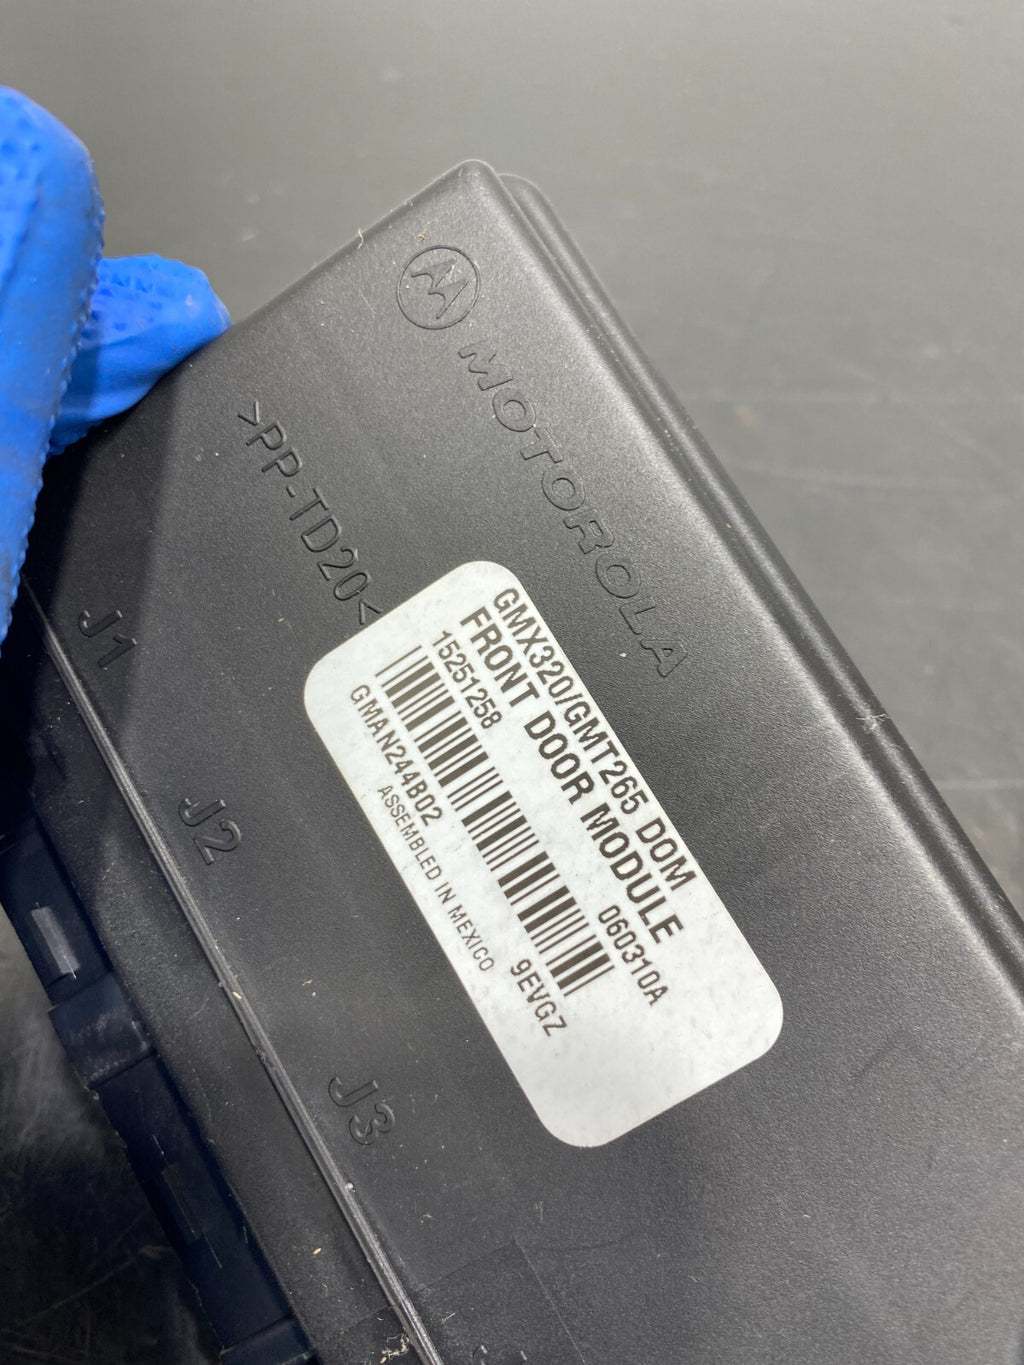 MOTOROLA
>PP-TD20<
GMX320/GMT265 DOM
FRONT DOOR MODULE
15251258 060310A
GMAN244B02 9EVGZ
ASSEMBLED IN MEXICO
J1
J2
J3